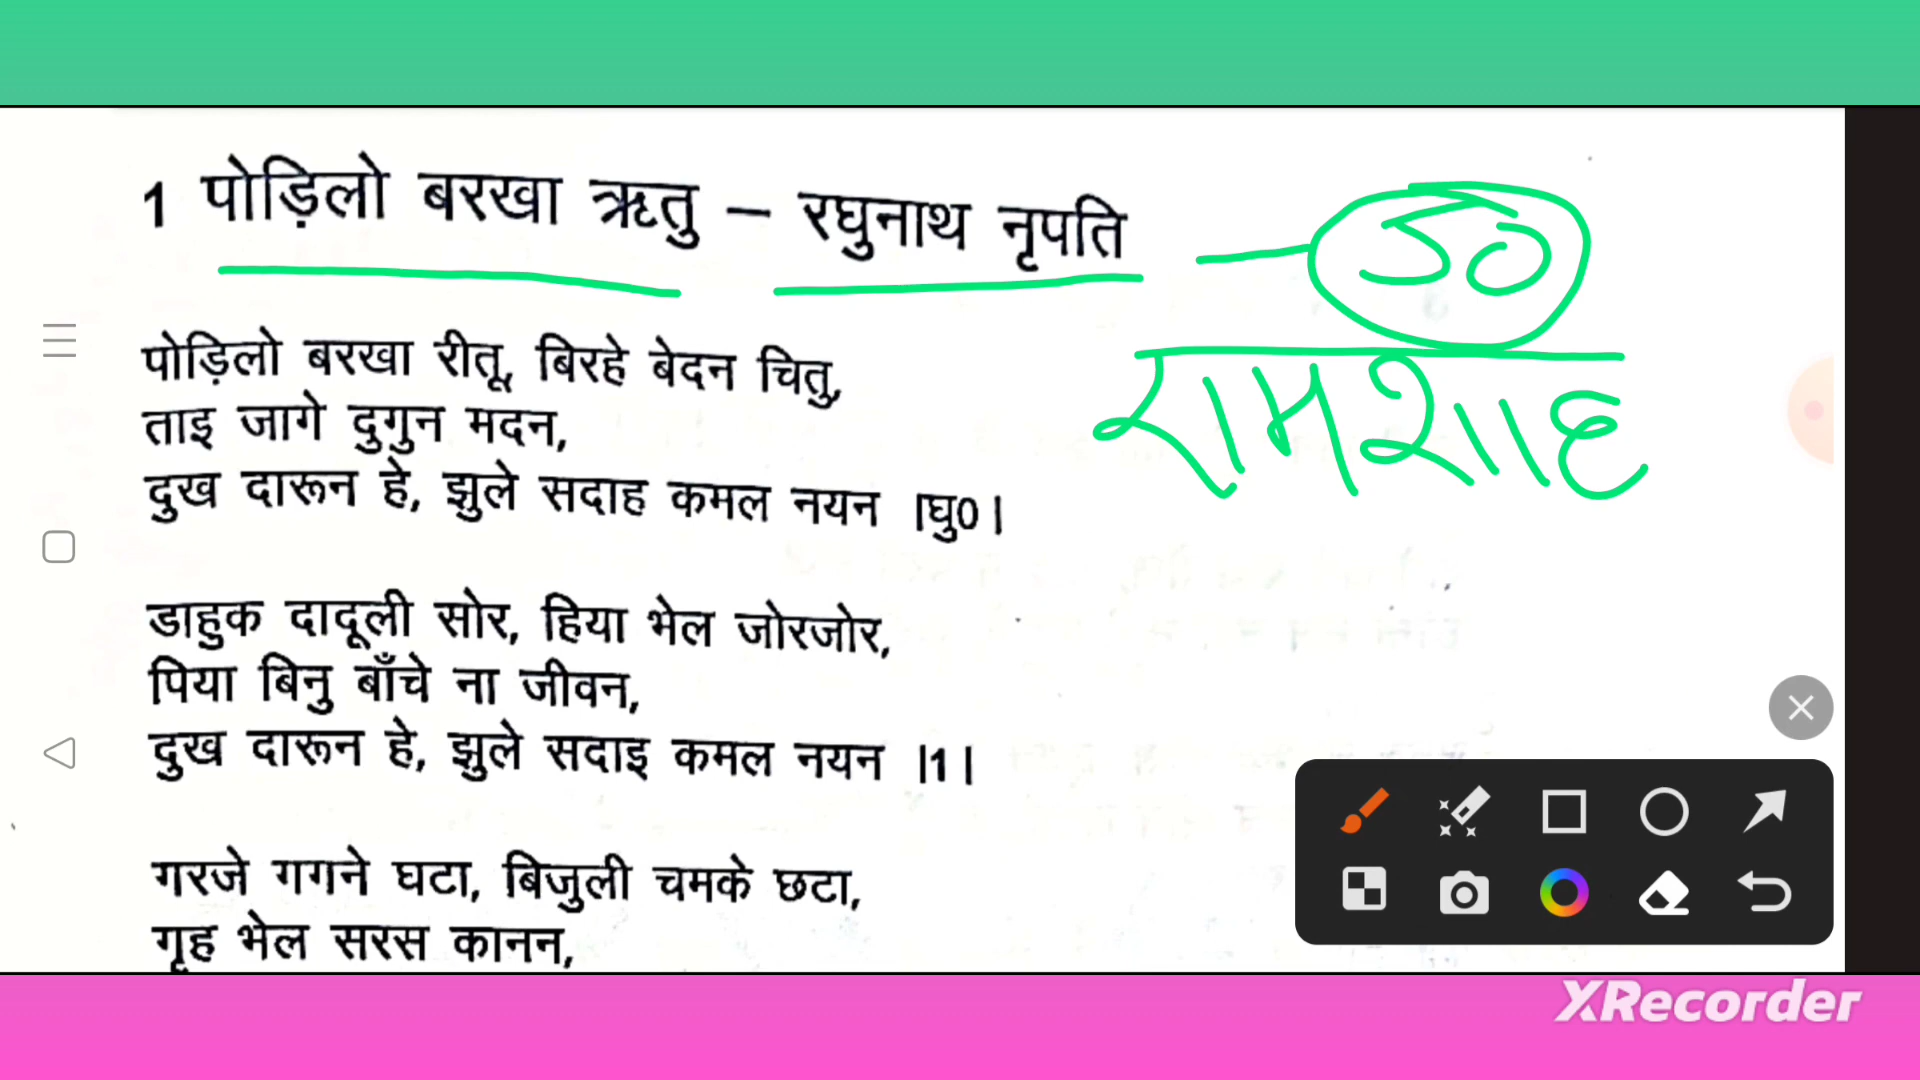 1 पोड़िलो बरखा ऋतु – रघुनाथ नृपति – 50
रामशाह
पोड़िलो बरखा रीतू, बिरहे बेदन चितु,
ताइ जागे दुगुन मदन,
दुख दारून हे, झुले सदाह कमल नयन ।घु0।
डाहुक दादूली सोर, हिया भेल जोरजोर,
पिया बिनु बाँचे ना जीवन,
दुख दारून हे, झुले सदाइ कमल नयन ।1।
गरजे गगने घटा, बिजुली चमके छटा,
गृह भेल सरस कानन,
XRecorder